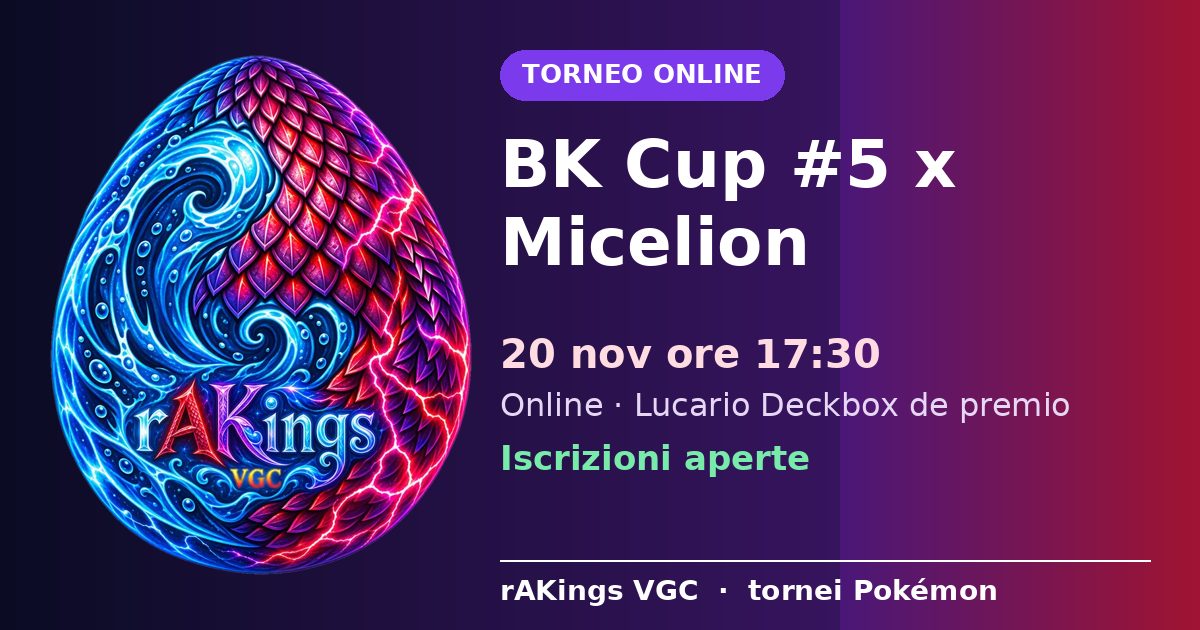 TORNEO ONLINE
BK Cup #5 x
Micelion
20 nov ore 17:30
Online · Lucario Deckbox de premio
Iscrizioni aperte
rAKings
VGC
rAKings VGC · tornei Pokémon